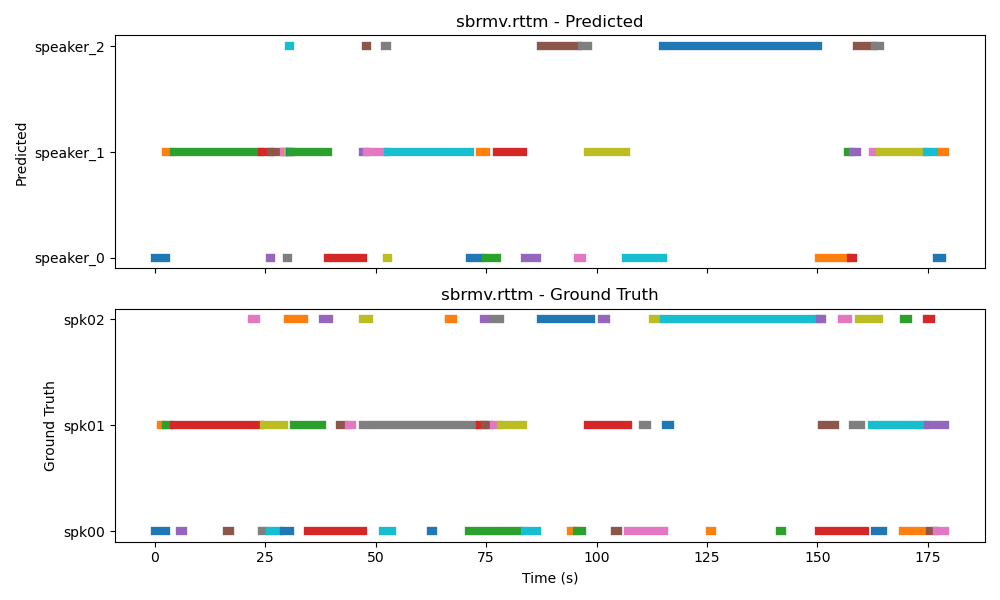 sbrmv.rttm - Predicted
speaker_2
speaker_1
speaker_0
Predicted
sbrmv.rttm - Ground Truth
spk02
spk01
spk00
Ground Truth
0 25 50 75 100 125 150 175
Time (s)